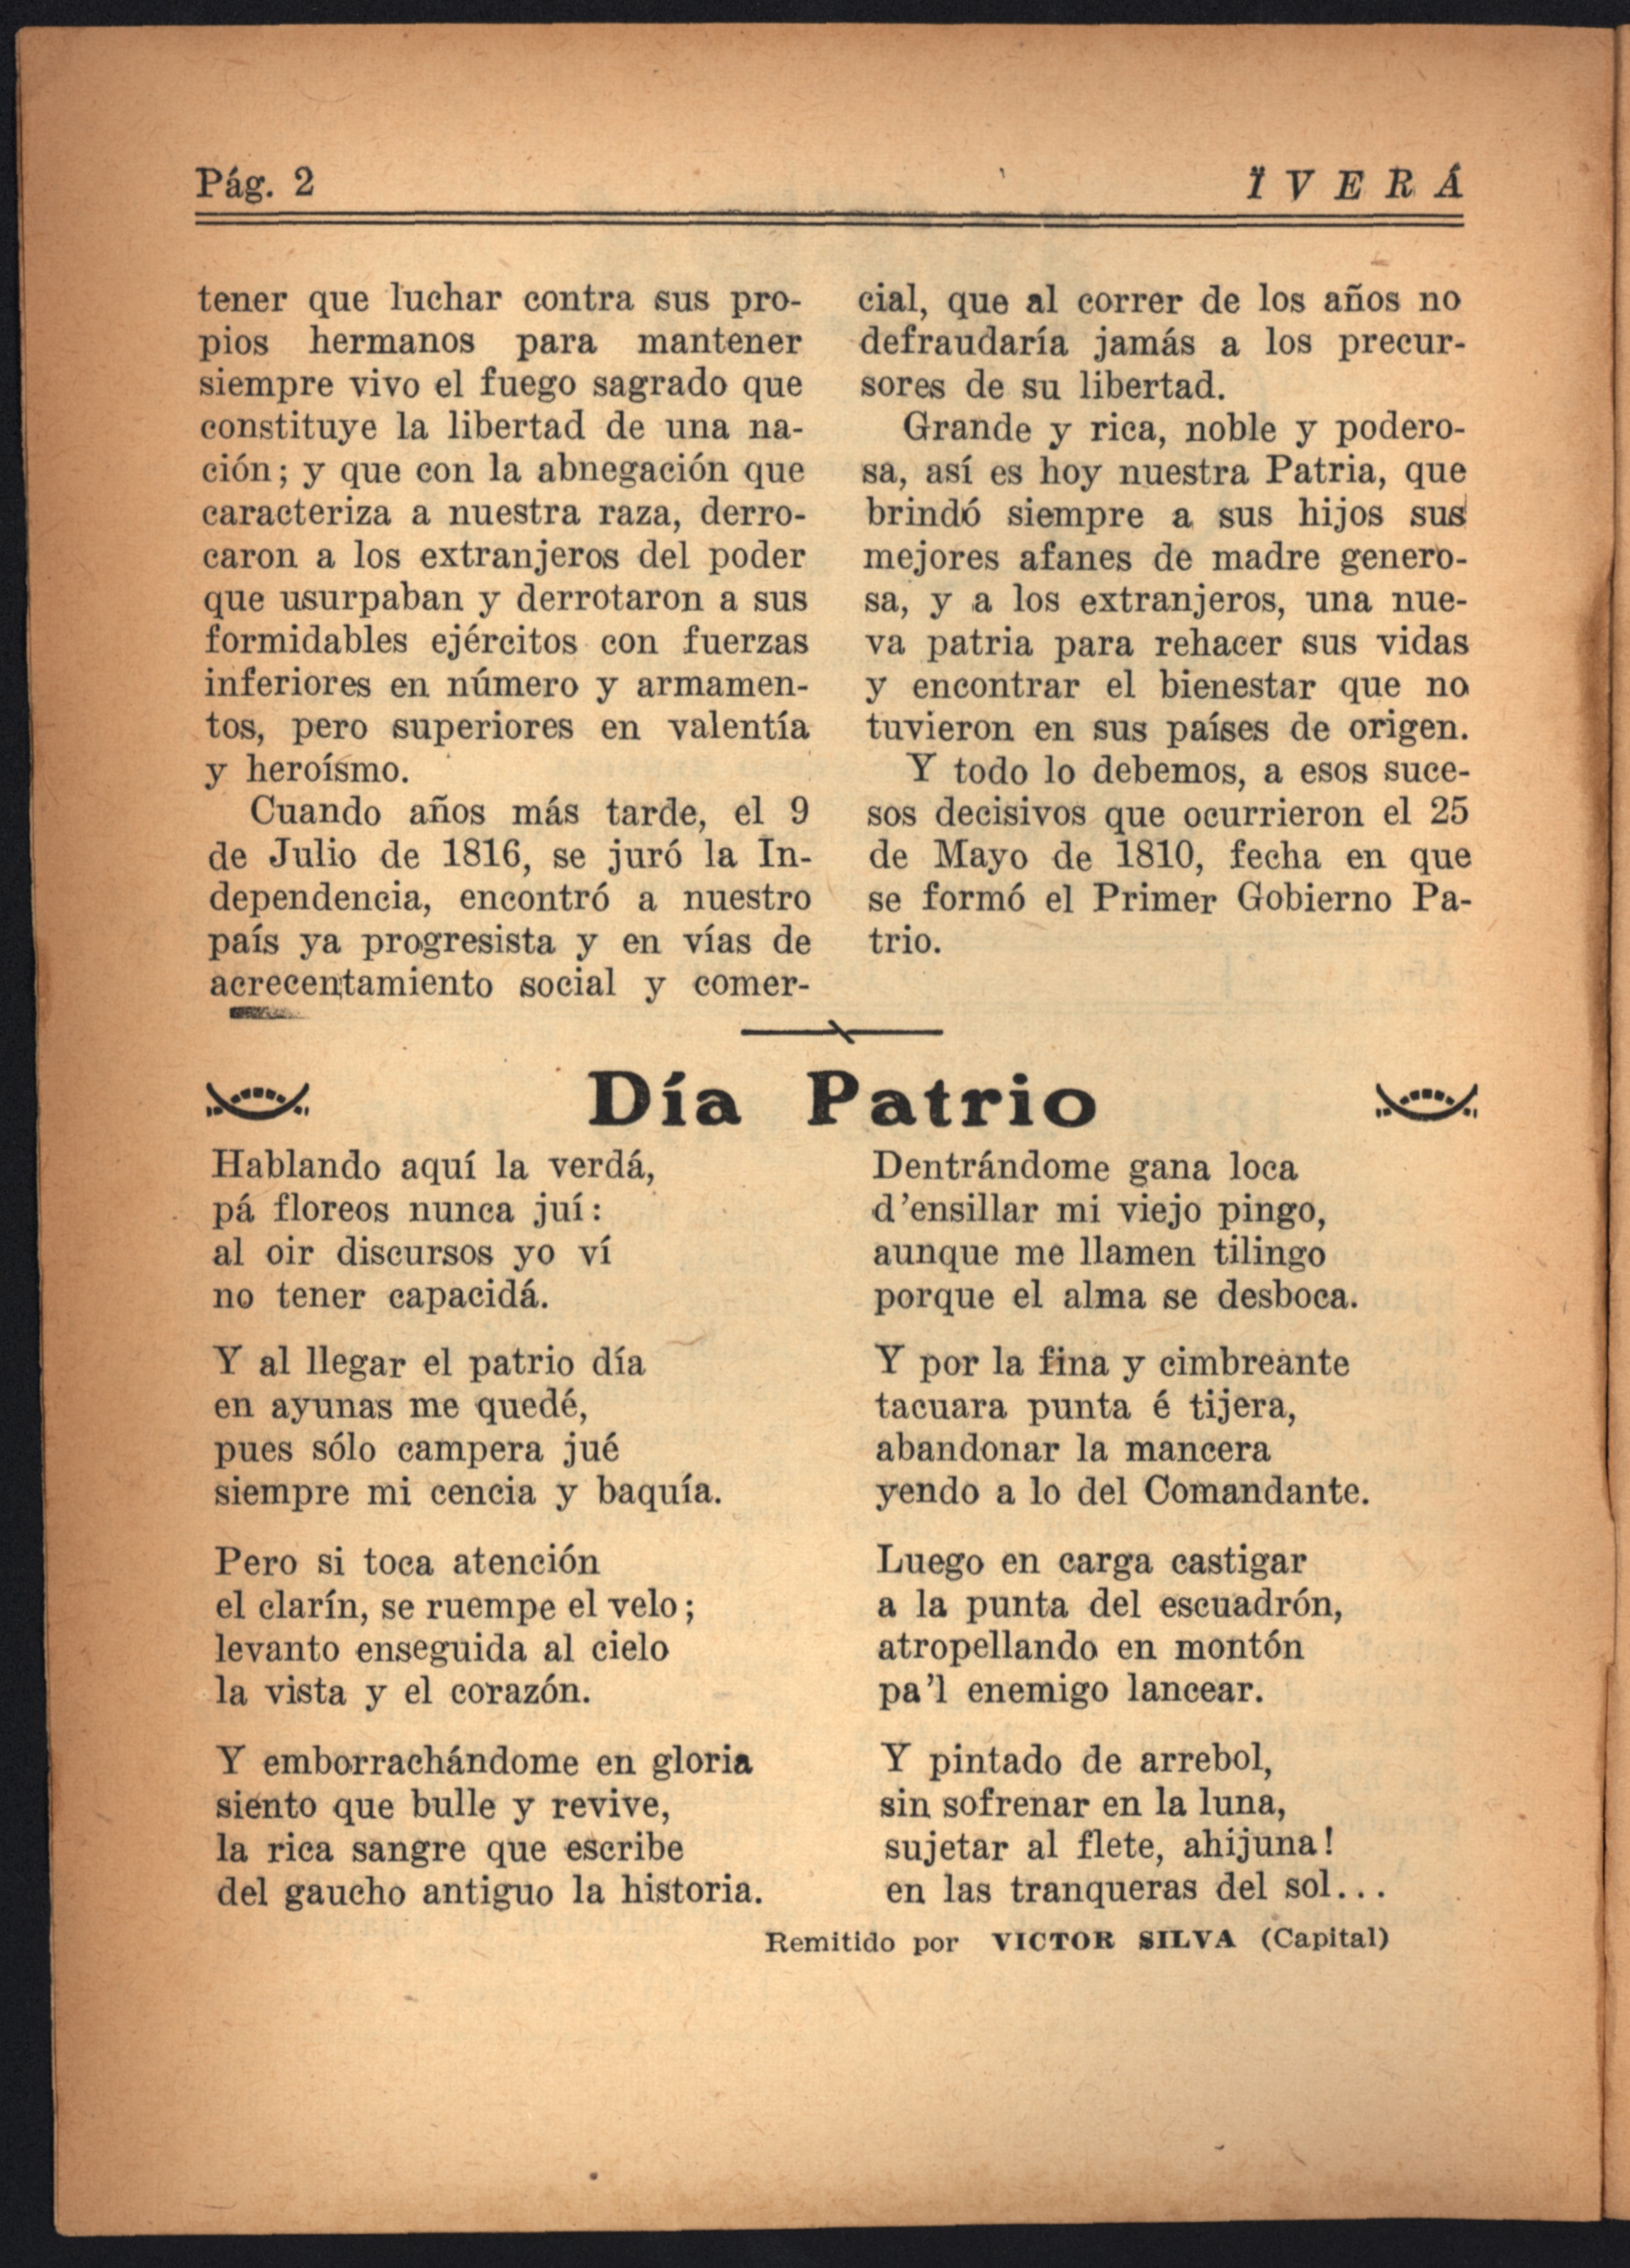 Pág. 2
ÏVERÁ
tener que luchar contra sus pro-
pios hermanos para mantener
siempre vivo el fuego sagrado que
constituye la libertad de una na-
ción; y que con la abnegación que
caracteriza a nuestra raza, derro-
caron a los extranjeros del poder
que usurpaban y derrotaron a sus
formidables ejércitos con fuerzas
inferiores en número y armamen-
tos, pero superiores en valentía
y heroísmo.
Cuando años más tarde, el 9
de Julio de 1816, se juró la In-
dependencia, encontró a nuestro
país ya progresista y en vías de
acrecentamiento social y comer-
cial, que al correr de los años no
defraudaría jamás a los precur-
sores de su libertad.
Grande y rica, noble y podero-
sa, así es hoy nuestra Patria, que
brindó siempre a sus hijos sus
mejores afanes de madre genero-
sa, y a los extranjeros, una nue-
va patria para rehacer sus vidas
y encontrar el bienestar que no
tuvieron en sus países de origen.
Y todo lo debemos, a esos suce-
sos decisivos que ocurrieron el 25
de Mayo de 1810, fecha en que
se formó el Primer Gobierno Pa-
trio.
Día Patrio
Hablando aquí la verdá,
pá floreos nunca juí:
al oir discursos yo ví
no tener capacidá.
Y al llegar el patrio día
en ayunas me quedé,
pues sólo campera jué
siempre mi cencia y baquía.
Pero si toca atención
el clarín, se ruempe el velo;
levanto enseguida al cielo
la vista y el corazón.
Y emborrachándome en gloria
siento que bulle y revive,
la rica sangre que escribe
del gaucho antiguo la historia.
Dentrándome gana loca
d'ensillar mi viejo pingo,
aunque me llamen tilingo
porque el alma se desboca.
Y por la fina y cimbreante
tacuara punta é tijera,
abandonar la mancera
yendo a lo del Comandante.
Luego en carga castigar
a la punta del escuadrón,
atropellando en montón
pa'l enemigo lancear.
Y pintado de arrebol,
sin sofrenar en la luna,
sujetar al flete, ahijuna!
en las tranqueras del sol...
Remitido por VICTOR SILVA (Capital)